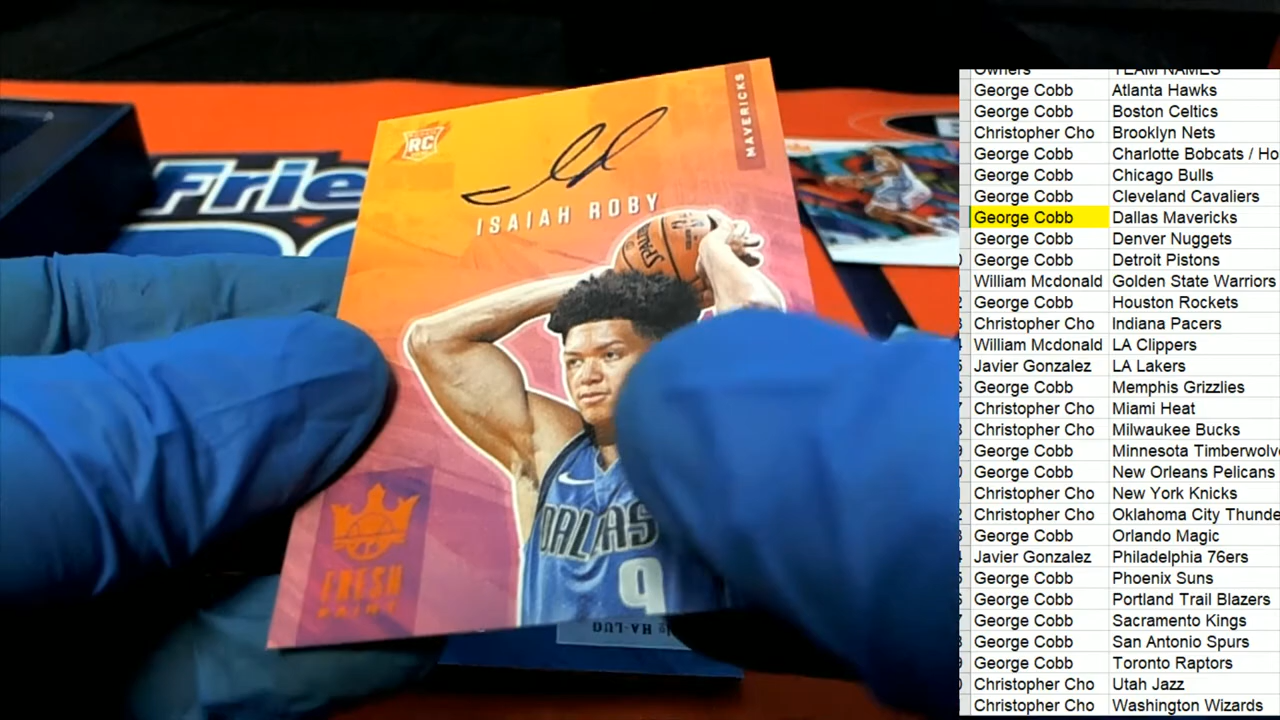 Frie
RC
MAVERICKS
ISAIAH ROBY
SPALDING
DALLAS
9
FRESH
PAINT
Owners TEAM NAMES
George Cobb Atlanta Hawks
George Cobb Boston Celtics
Christopher Cho Brooklyn Nets
George Cobb Charlotte Bobcats / Ho
George Cobb Chicago Bulls
George Cobb Cleveland Cavaliers
George Cobb Dallas Mavericks
George Cobb Denver Nuggets
George Cobb Detroit Pistons
William Mcdonald Golden State Warriors
George Cobb Houston Rockets
Christopher Cho Indiana Pacers
William Mcdonald LA Clippers
Javier Gonzalez LA Lakers
George Cobb Memphis Grizzlies
Christopher Cho Miami Heat
Christopher Cho Milwaukee Bucks
George Cobb Minnesota Timberwolve
George Cobb New Orleans Pelicans
Christopher Cho New York Knicks
Christopher Cho Oklahoma City Thunde
George Cobb Orlando Magic
Javier Gonzalez Philadelphia 76ers
George Cobb Phoenix Suns
George Cobb Portland Trail Blazers
George Cobb Sacramento Kings
George Cobb San Antonio Spurs
George Cobb Toronto Raptors
Christopher Cho Utah Jazz
Christopher Cho Washington Wizards